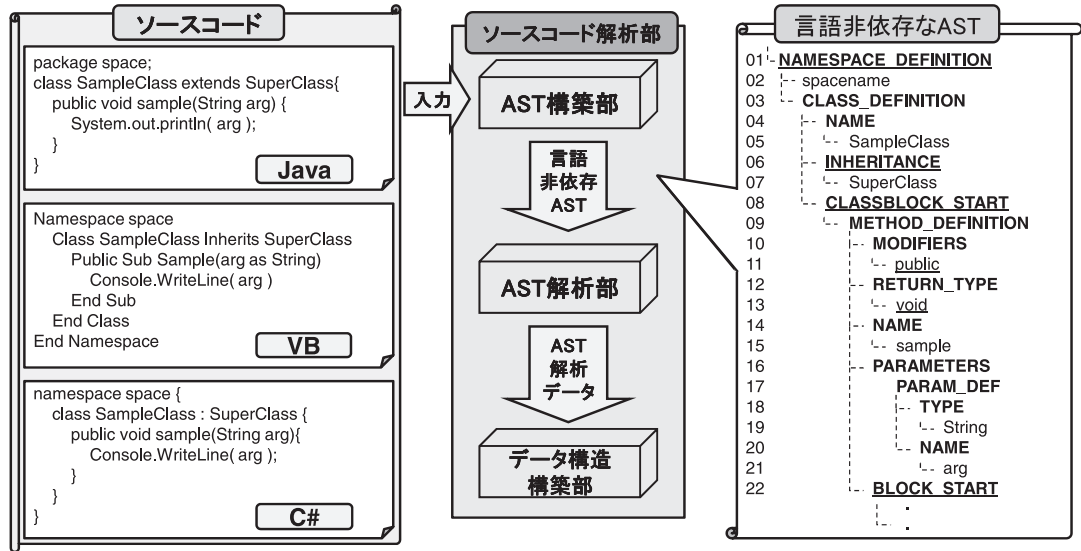 ソースコード
package space;
class SampleClass extends SuperClass{
public void sample(String arg) {
System.out.println( arg );
}
}
Java
Namespace space
Class SampleClass Inherits SuperClass
Public Sub Sample(arg as String)
Console.WriteLine( arg )
End Sub
End Class
End Namespace
VB
namespace space {
class SampleClass : SuperClass {
public void sample(String arg){
Console.WriteLine( arg );
}
}
}
C#
入力
ソースコード解析部
AST構築部
言語
非依存
AST
AST解析部
AST
解析
データ
データ構造
構築部
言語非依存なAST
01 NAMESPACE_DEFINITION
02 spacename
03 CLASS_DEFINITION
04 NAME
05 SampleClass
06 INHERITANCE
07 SuperClass
08 CLASSBLOCK_START
09 METHOD_DEFINITION
10 MODIFIERS
11 public
12 RETURN_TYPE
13 void
14 NAME
15 sample
16 PARAMETERS
17 PARAM_DEF
18 TYPE
19 String
20 NAME
21 arg
22 BLOCK_START
.
.